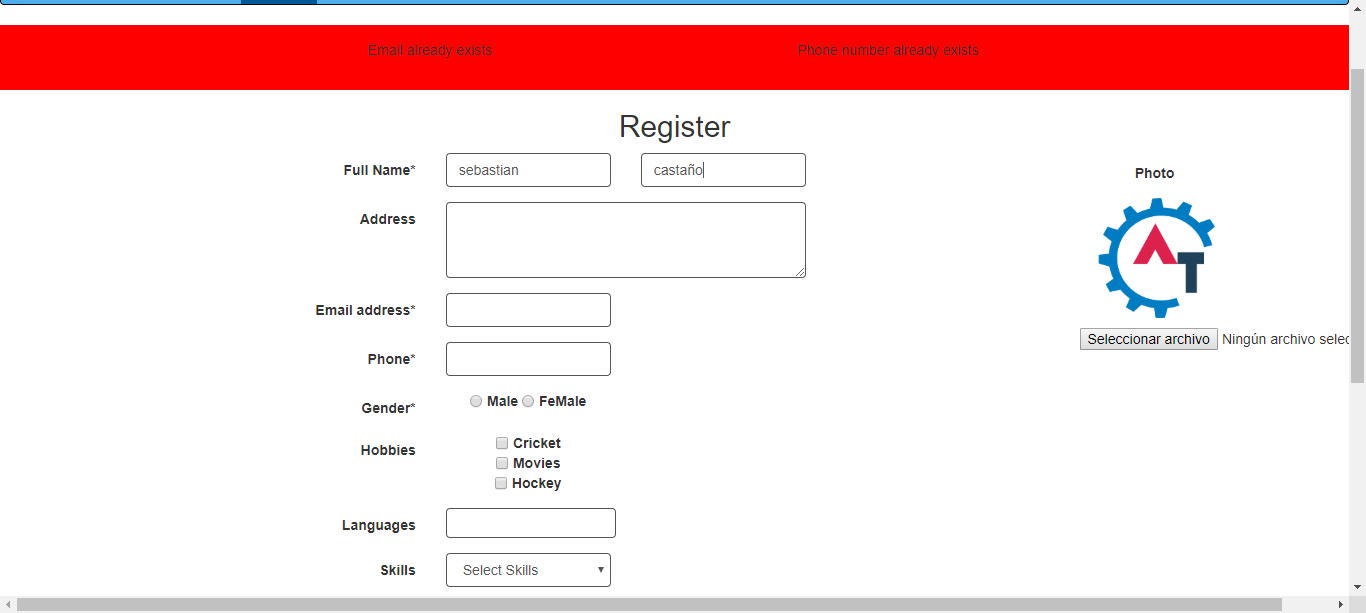 Email already exists Phone number already exists
Register
Full Name* sebastian castaño
Photo
Address
AT
Email address*
Seleccionar archivo Ningún archivo selec
Phone*
Gender* Male FeMale
Hobbies Cricket
Movies
Hockey
Languages
Skills Select Skills